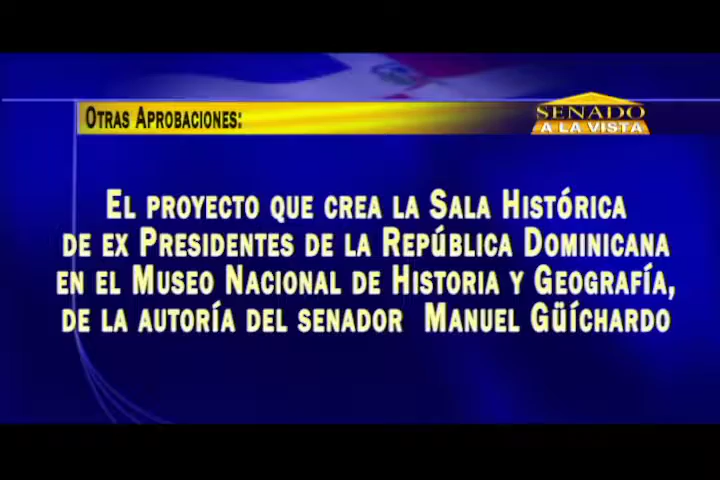 OTRAS APROBACIONES:
SENADO
A LA VISTA
EL PROYECTO QUE CREA LA SALA HISTÓRICA
DE EX PRESIDENTES DE LA REPÚBLICA DOMINICANA
EN EL MUSEO NACIONAL DE HISTORIA Y GEOGRAFÍA,
DE LA AUTORÍA DEL SENADOR MANUEL GÜÍCHARDO